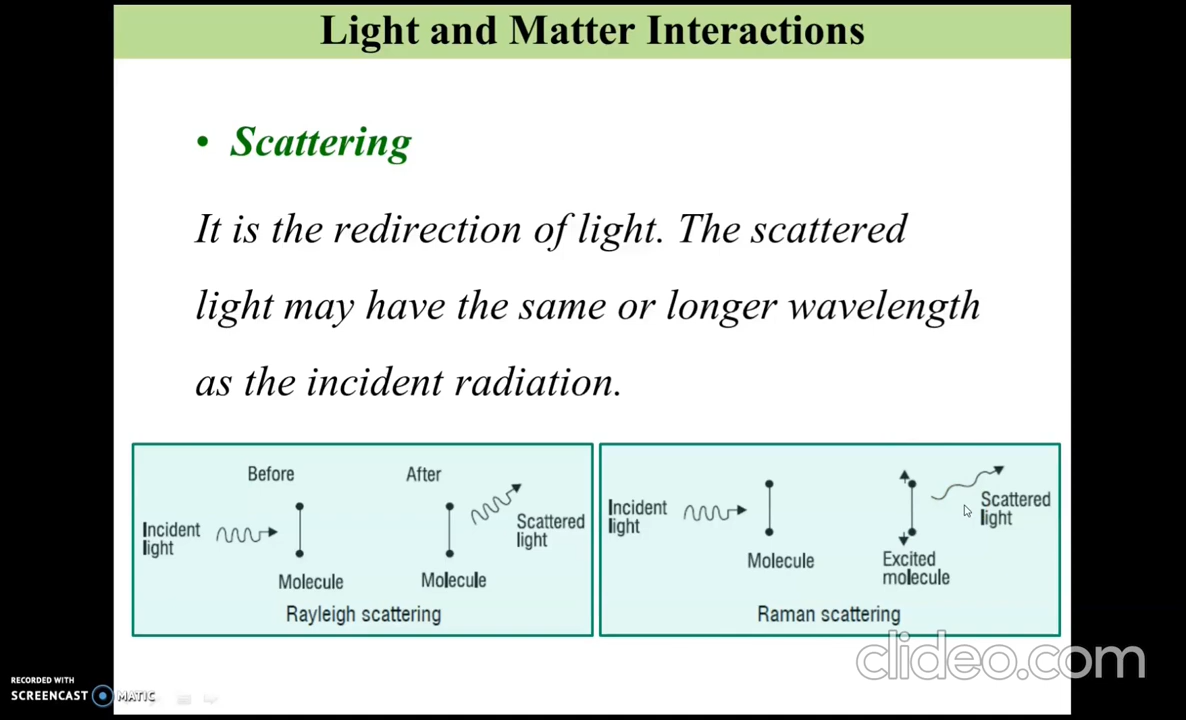 Light and Matter Interactions
• Scattering
It is the redirection of light. The scattered
light may have the same or longer wavelength
as the incident radiation.
Before
After
Incident
light
Scattered
light
Molecule
Molecule
Rayleigh scattering
Incident
light
Scattered
light
Molecule
Excited
molecule
Raman scattering
clideo.com
RECORDED WITH
SCREENCAST MATIC